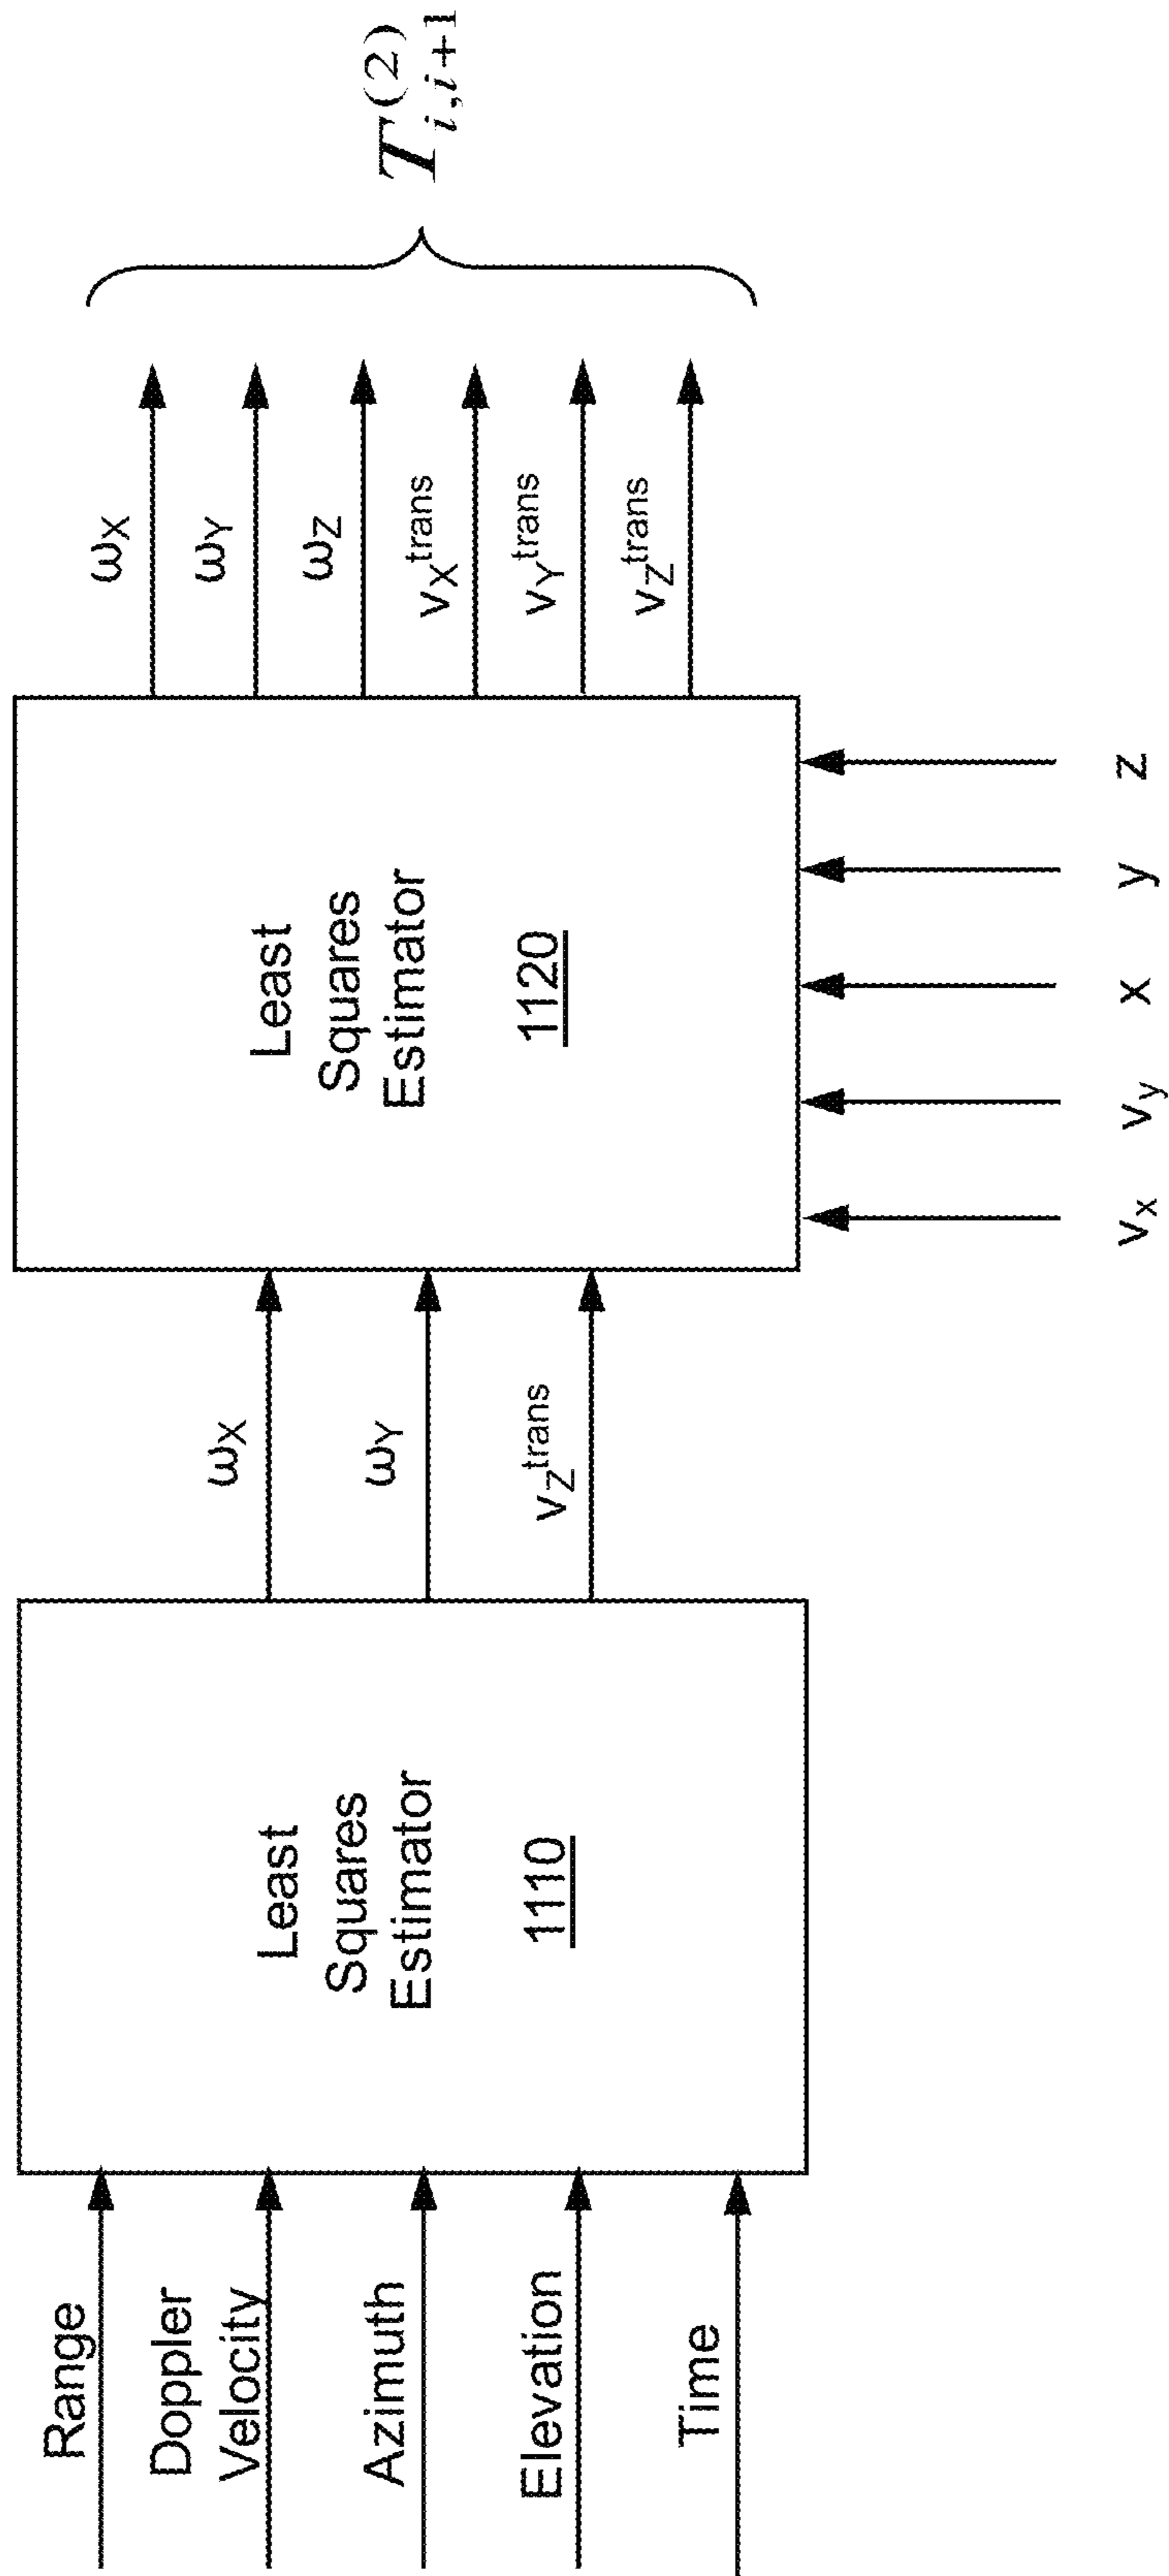 Range
Doppler
Velocity
Azimuth
Elevation
Time
Least
Squares
Estimator
1110
ωX
ωY
vZtrans
Least
Squares
Estimator
1120
vx
vy
x
y
z
ωX
ωY
ωZ
vXtrans
vYtrans
vZtrans
T(2)i,i+1